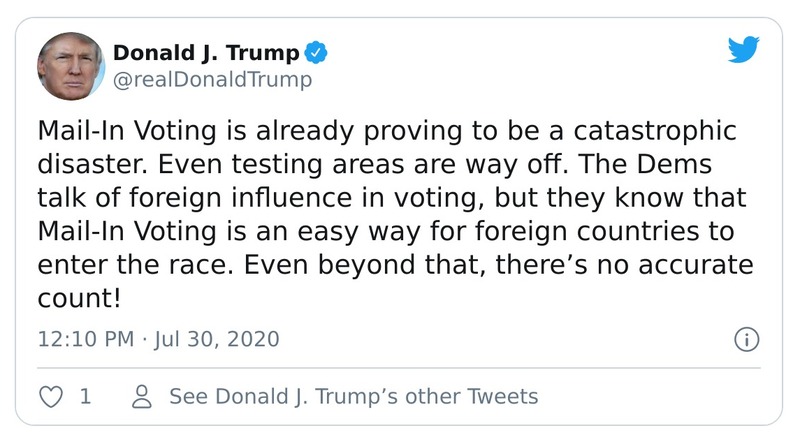 Donald J. Trump
@realDonaldTrump
Mail-In Voting is already proving to be a catastrophic
disaster. Even testing areas are way off. The Dems
talk of foreign influence in voting, but they know that
Mail-In Voting is an easy way for foreign countries to
enter the race. Even beyond that, there’s no accurate
count!
12:10 PM · Jul 30, 2020
1 See Donald J. Trump’s other Tweets